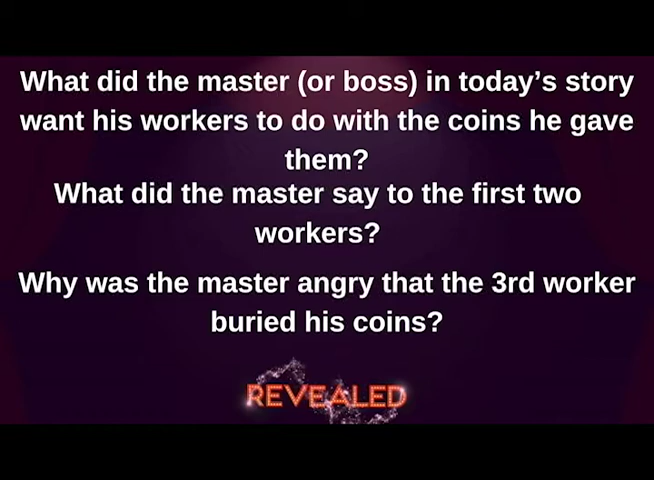 What did the master (or boss) in today’s story
want his workers to do with the coins he gave
them?
What did the master say to the first two
workers?
Why was the master angry that the 3rd worker
buried his coins?
REVEALED